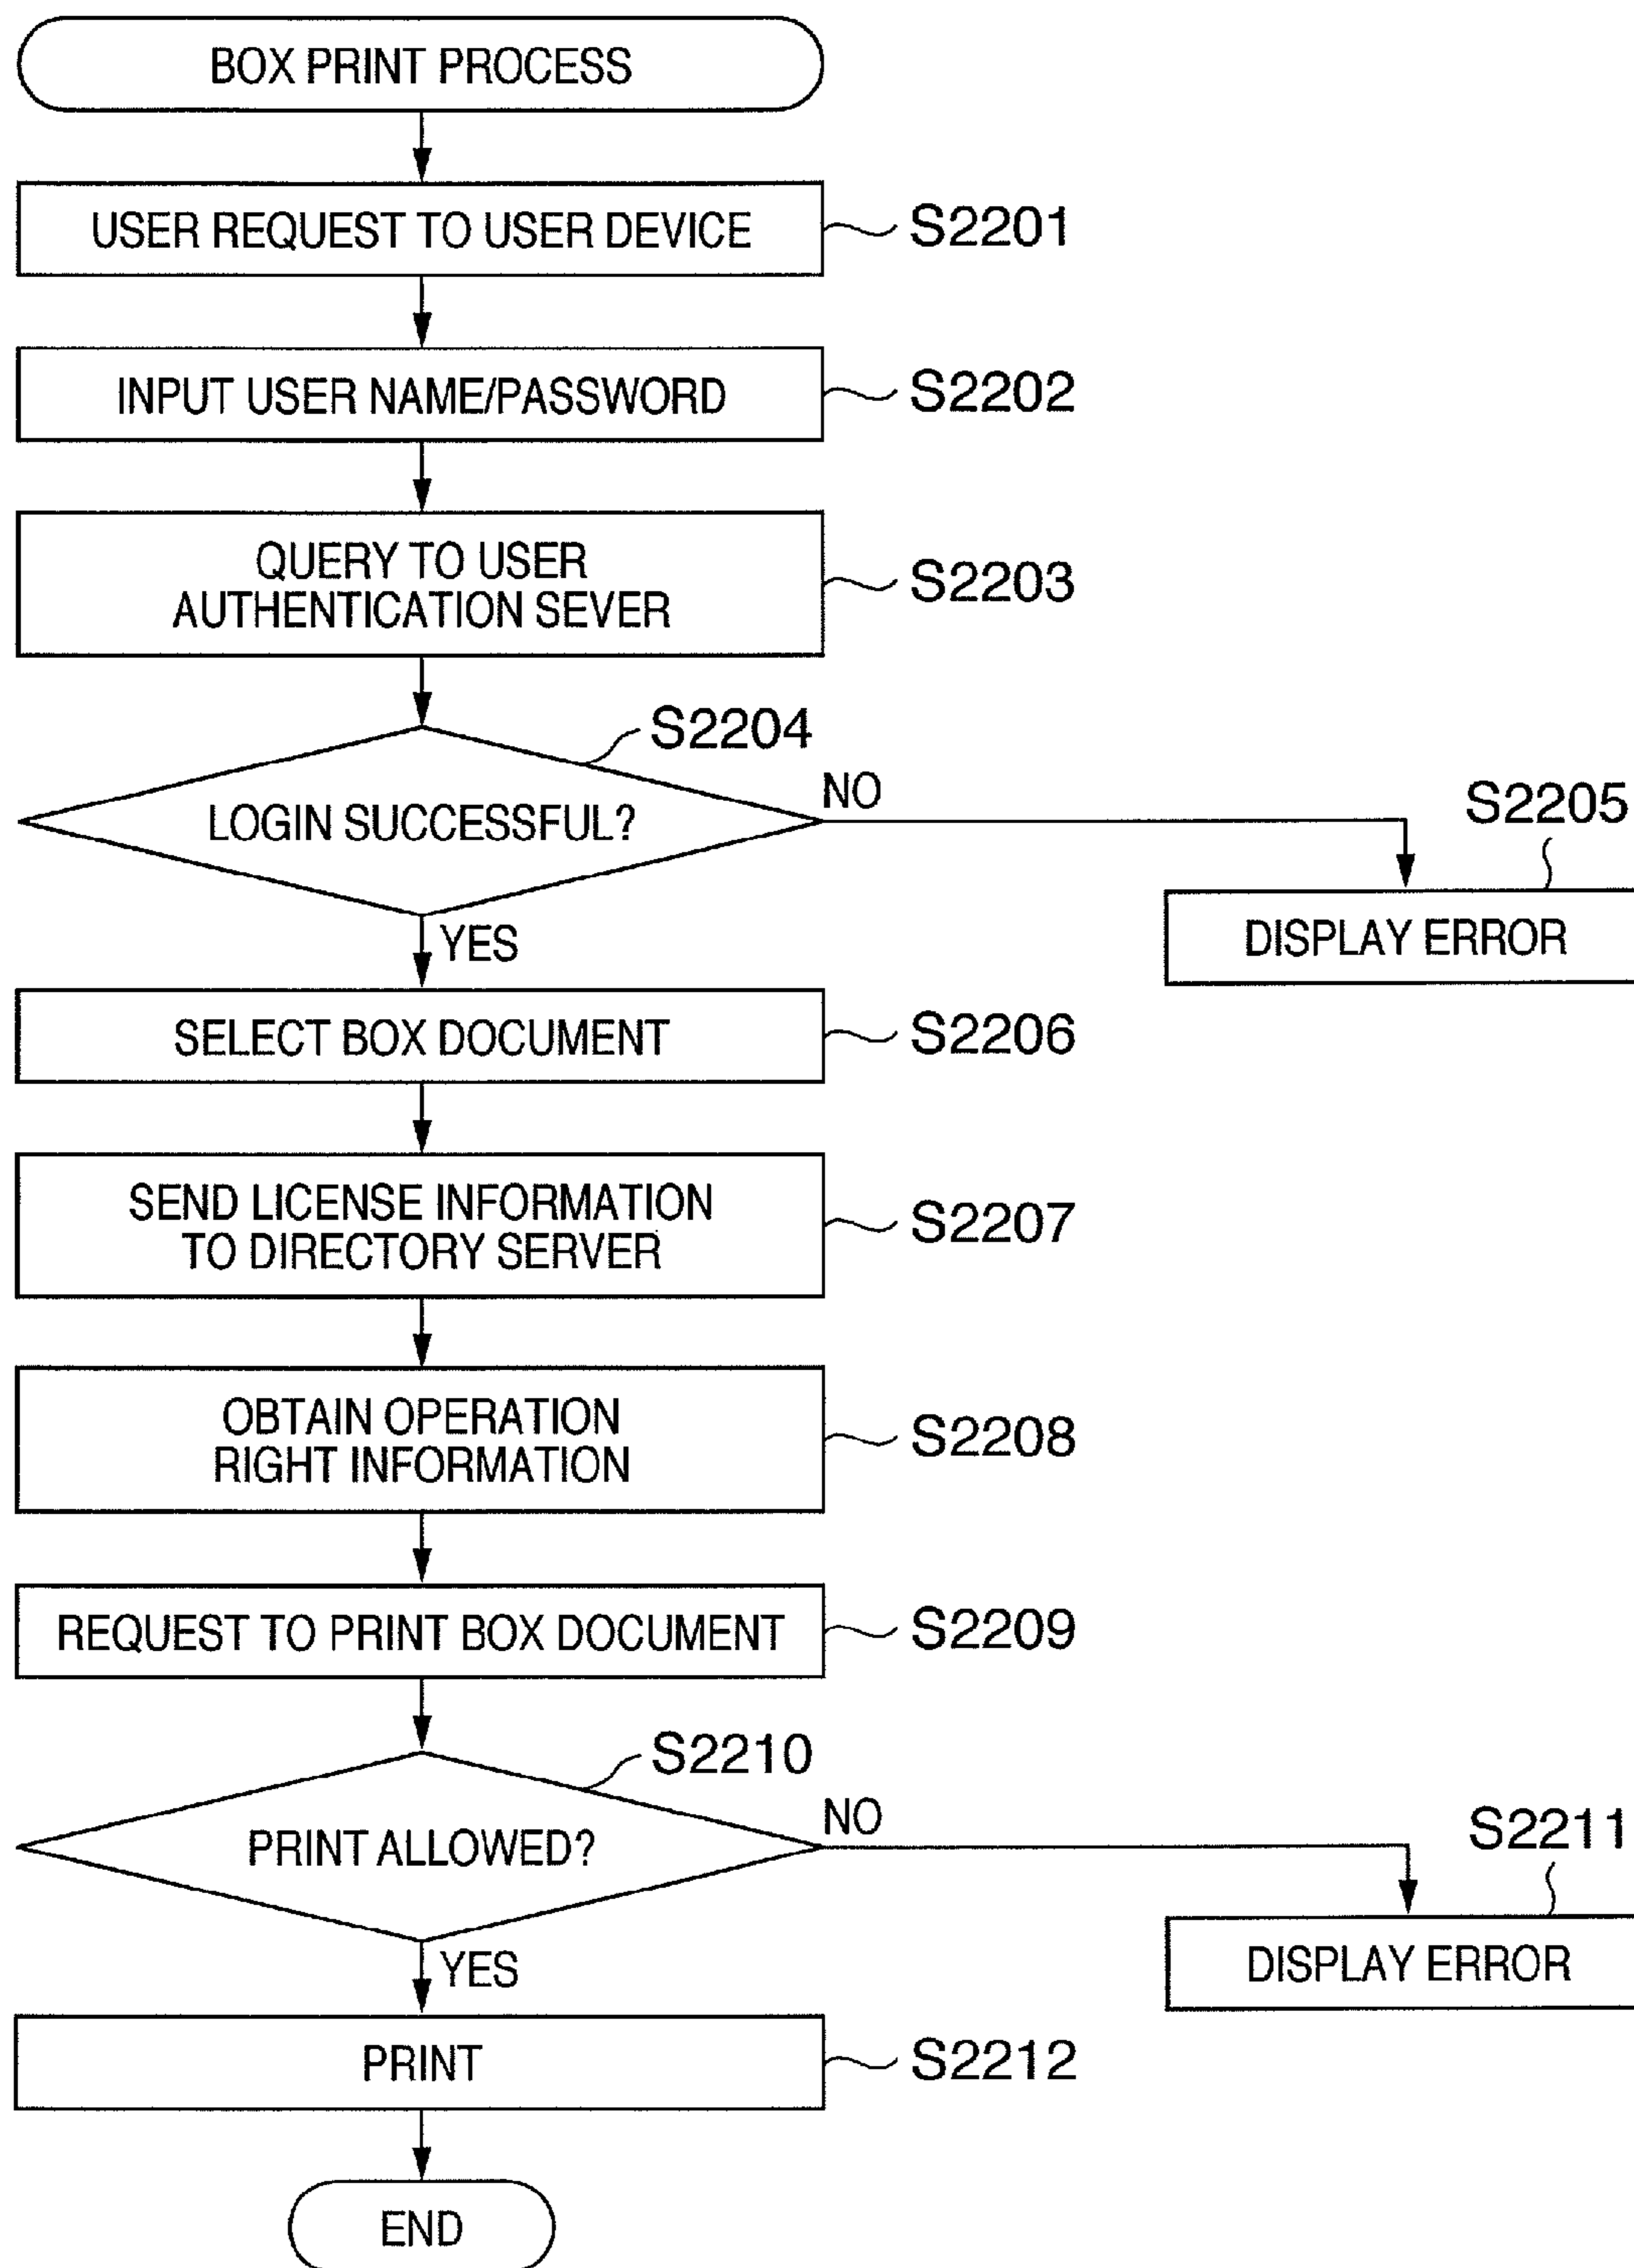 BOX PRINT PROCESS
USER REQUEST TO USER DEVICE
S2201
INPUT USER NAME/PASSWORD
S2202
QUERY TO USER
AUTHENTICATION SEVER
S2203
S2204
LOGIN SUCCESSFUL?
NO
S2205
DISPLAY ERROR
YES
SELECT BOX DOCUMENT
S2206
SEND LICENSE INFORMATION
TO DIRECTORY SERVER
S2207
OBTAIN OPERATION
RIGHT INFORMATION
S2208
REQUEST TO PRINT BOX DOCUMENT
S2209
S2210
PRINT ALLOWED?
NO
S2211
DISPLAY ERROR
YES
PRINT
S2212
END